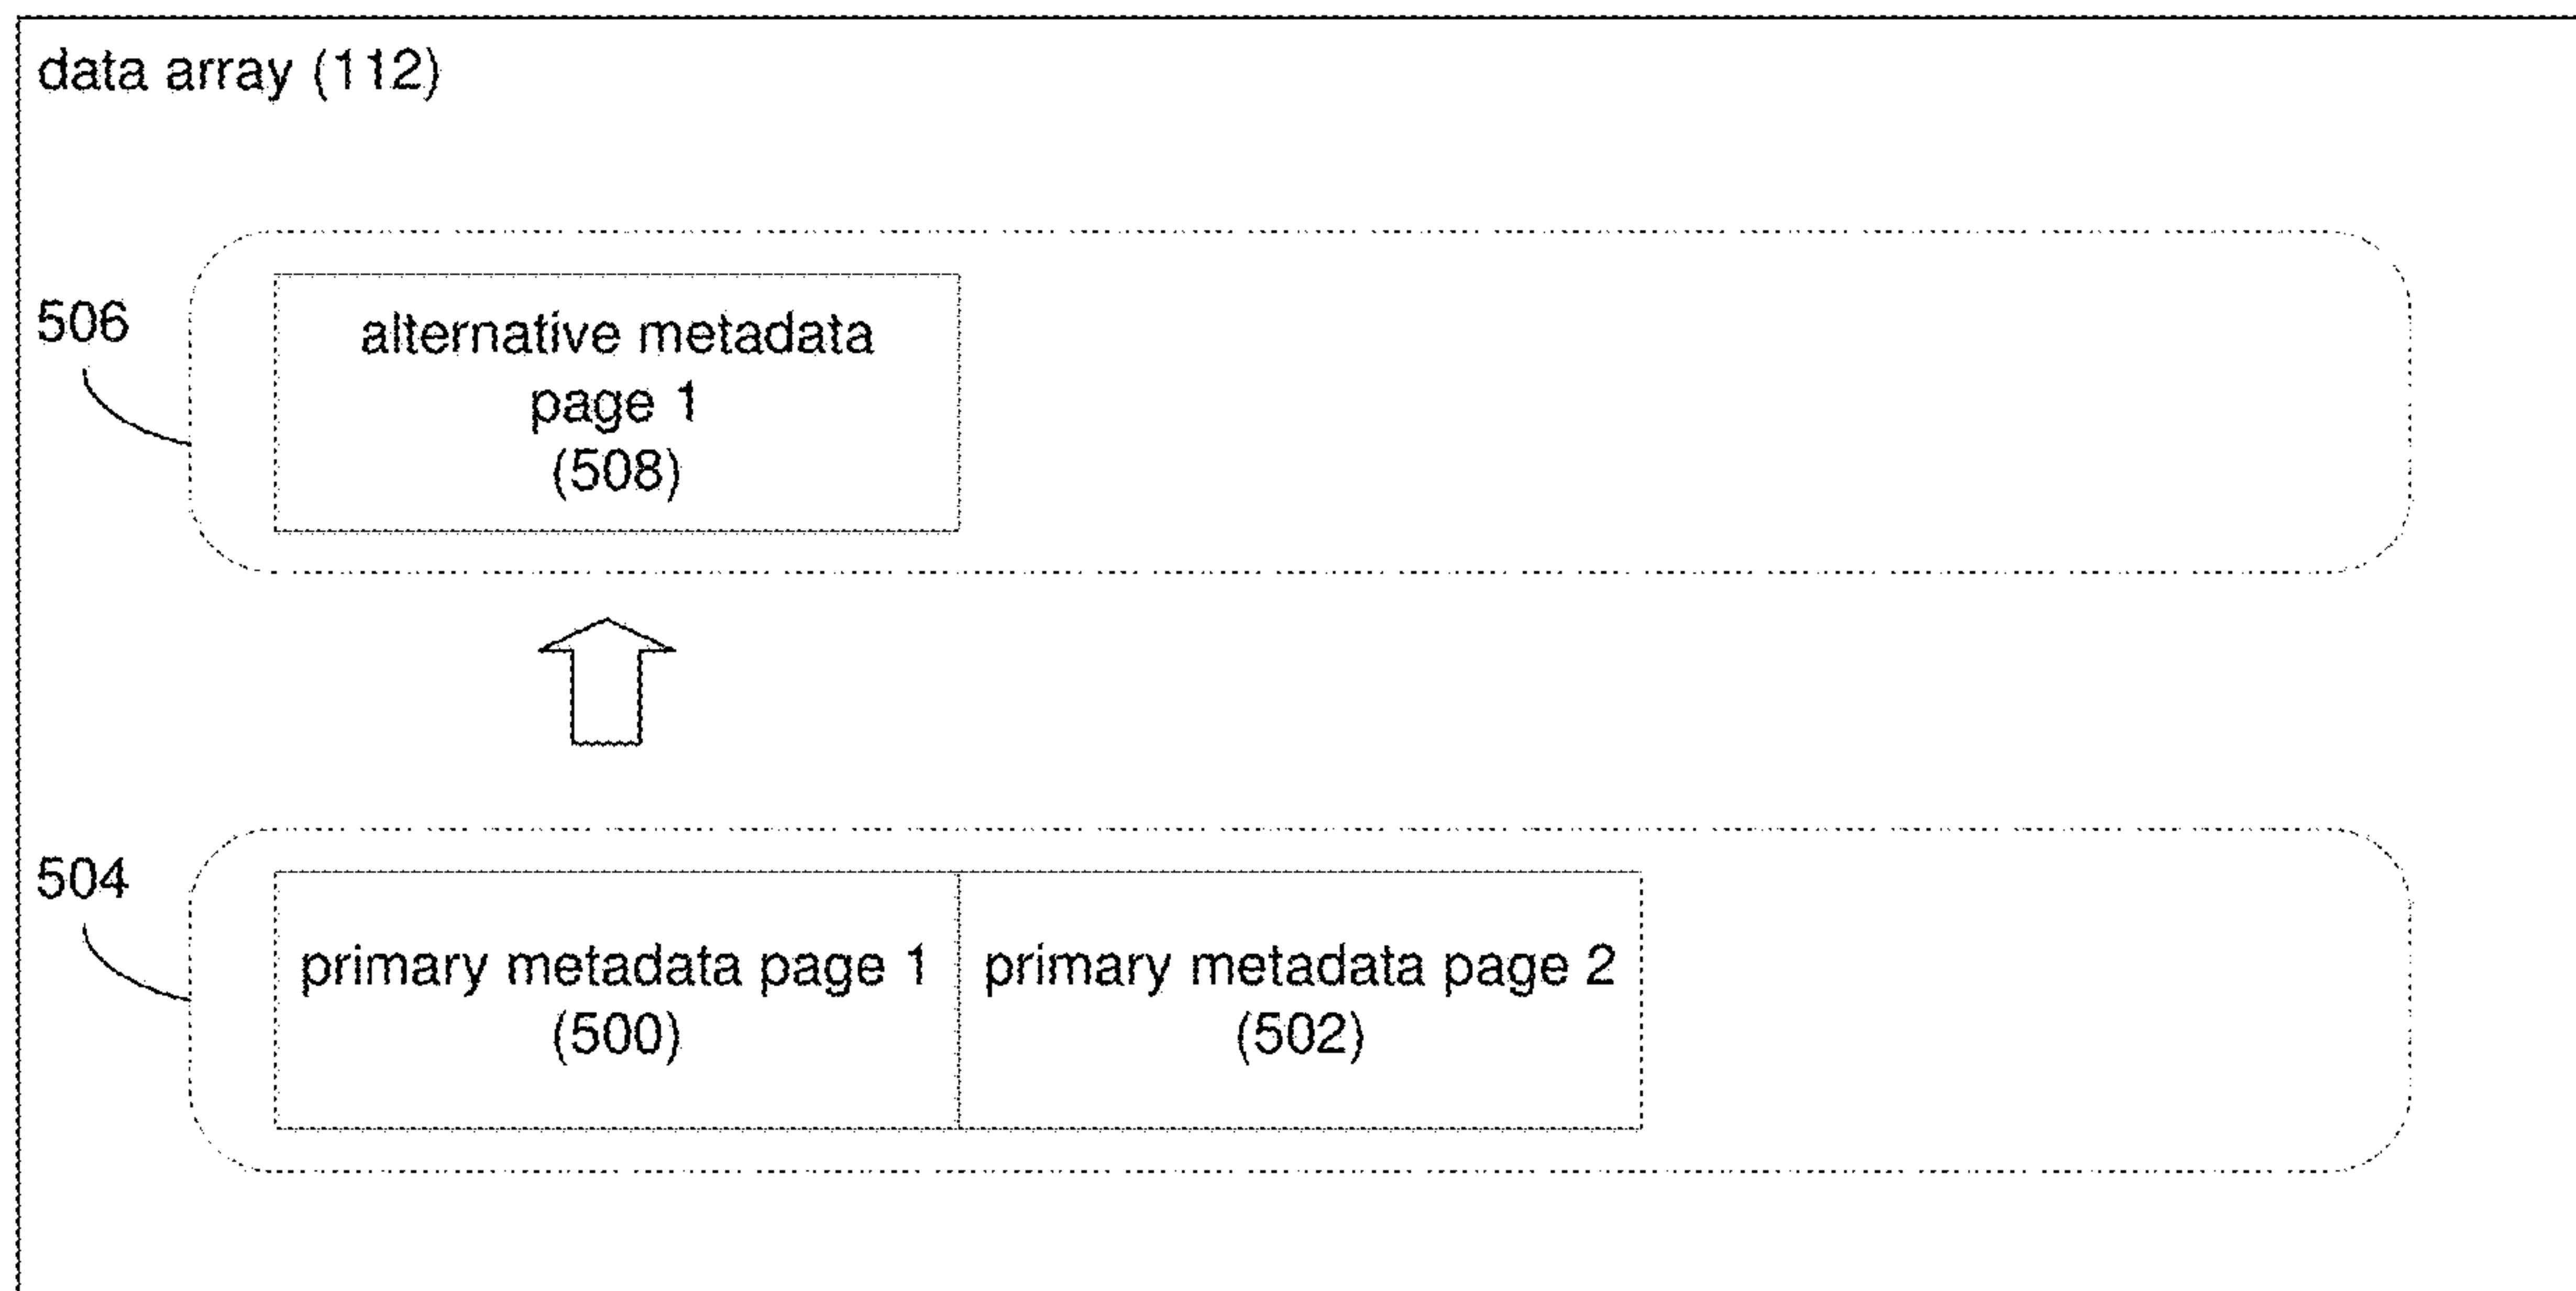 data array (112)
506
alternative metadata
page 1
(508)
504
primary metadata page 1
(500)
primary metadata page 2
(502)